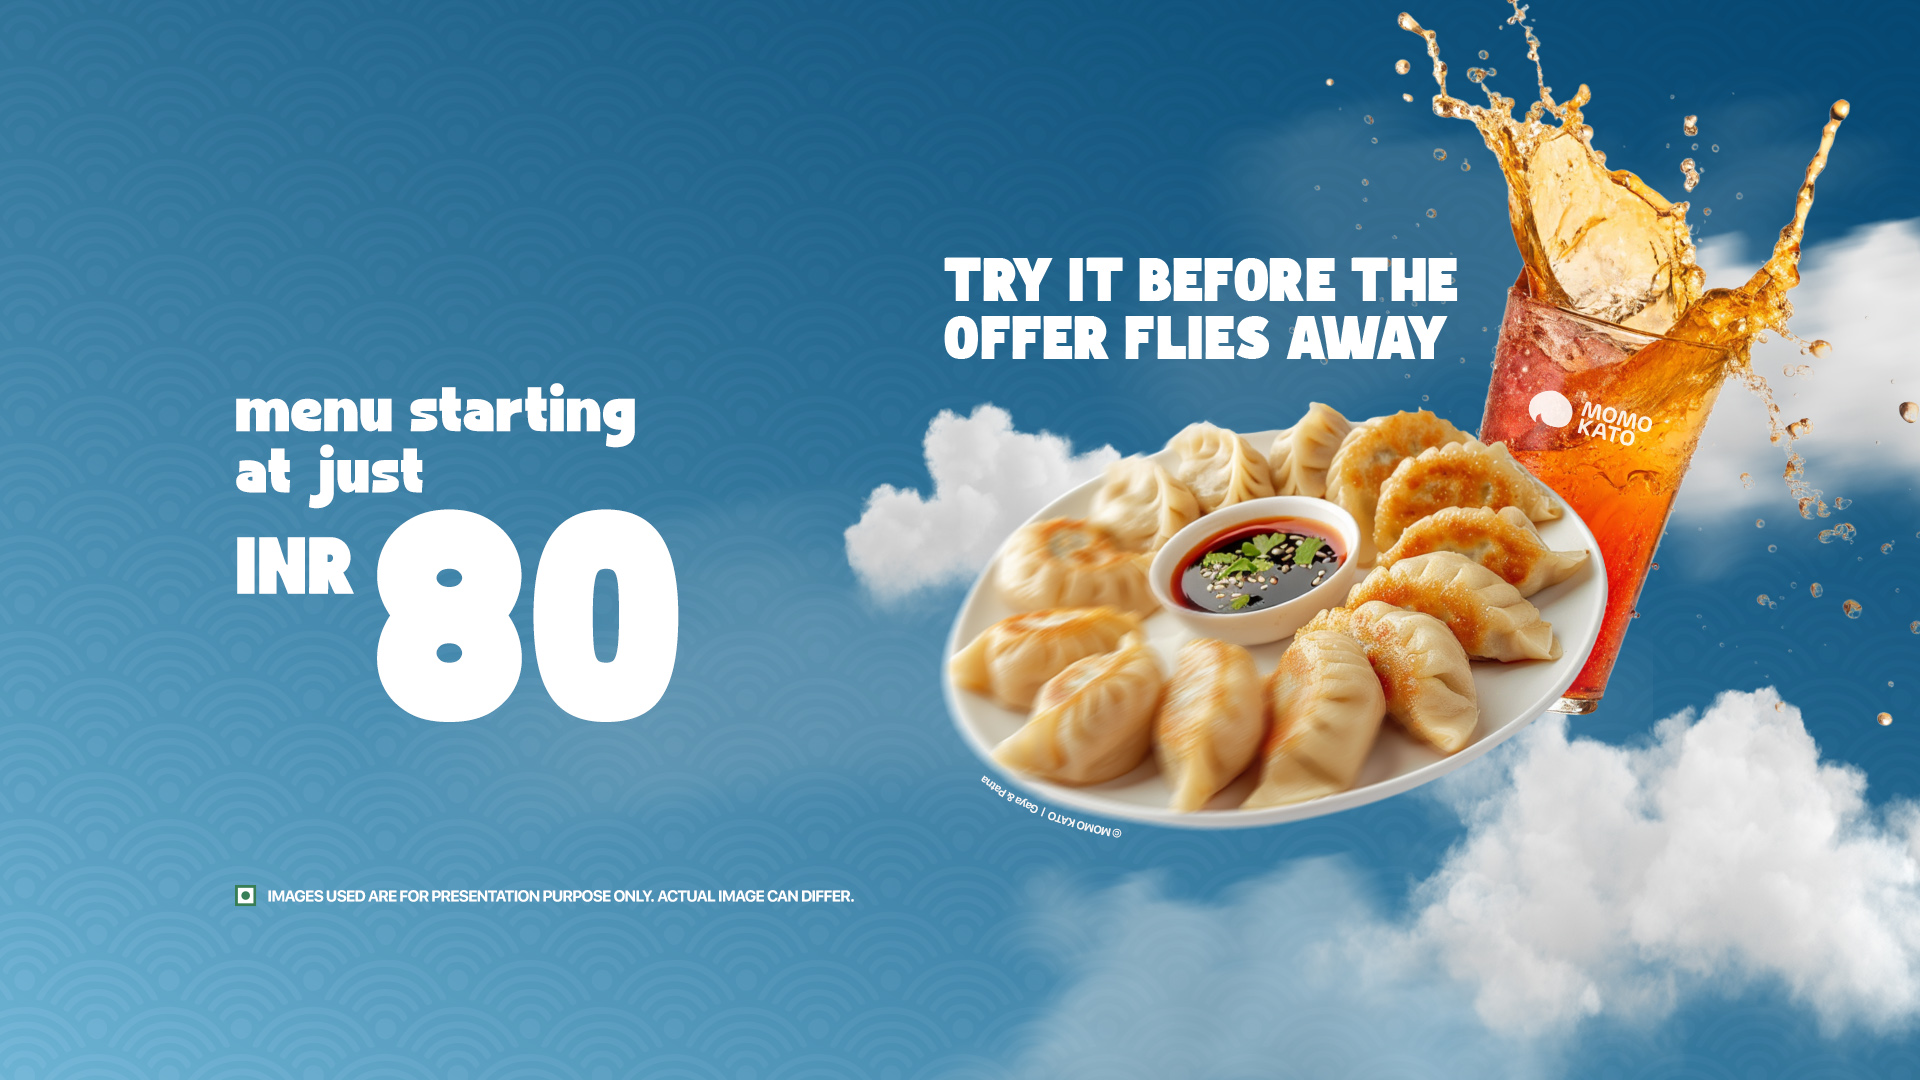 TRY IT BEFORE THE
OFFER FLIES AWAY
menu starting
at just
INR 80
MOMO
KATO
© MOMO KATO | Gaya & Patna
IMAGES USED ARE FOR PRESENTATION PURPOSE ONLY. ACTUAL IMAGE CAN DIFFER.